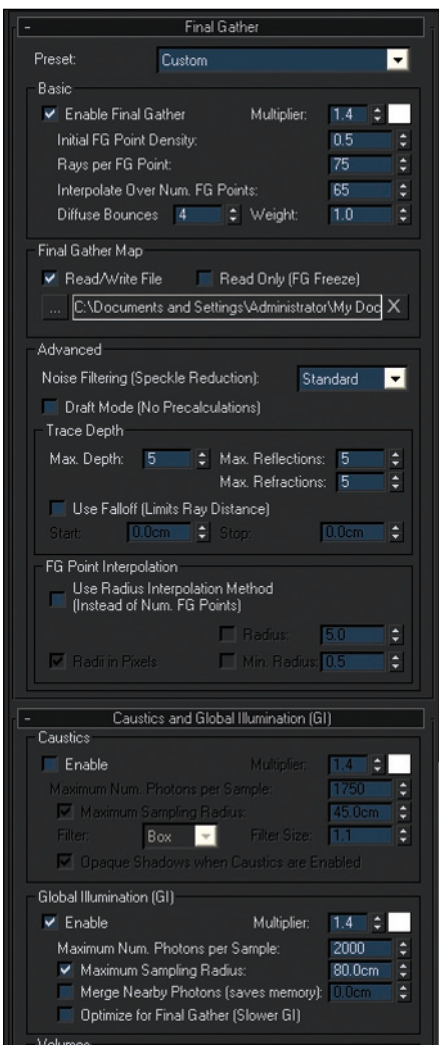 - Final Gather
Preset: Custom
Basic
Enable Final Gather Multiplier: 1.4
Initial FG Point Density: 0.5
Rays per FG Point: 75
Interpolate Over Num. FG Points: 65
Diffuse Bounces 4 Weight: 1.0
Final Gather Map
Read/Write File Read Only (FG Freeze)
... C:\Documents and Settings\Administrator\My Doc X
Advanced
Noise Filtering (Speckle Reduction): Standard
Draft Mode (No Precalculations)
Trace Depth
Max. Depth: 5 Max. Reflections: 5
Max. Refractions: 5
Use Falloff (Limits Ray Distance)
Start: 0.0cm Stop: 0.0cm
FG Point Interpolation
Use Radius Interpolation Method
(Instead of Num. FG Points)
Radius: 5.0
Radii in Pixels Min. Radius: 0.5
- Caustics and Global Illumination (GI)
Caustics
Enable Multiplier: 1.4
Maximum Num. Photons per Sample: 1750
Maximum Sampling Radius: 45.0cm
Filter: Box Filter Size: 1.1
Opaque Shadows when Caustics are Enabled
Global Illumination (GI)
Enable Multiplier: 1.4
Maximum Num. Photons per Sample: 2000
Maximum Sampling Radius: 80.0cm
Merge Nearby Photons (saves memory): 0.0cm
Optimize for Final Gather (Slower GI)
Volumes